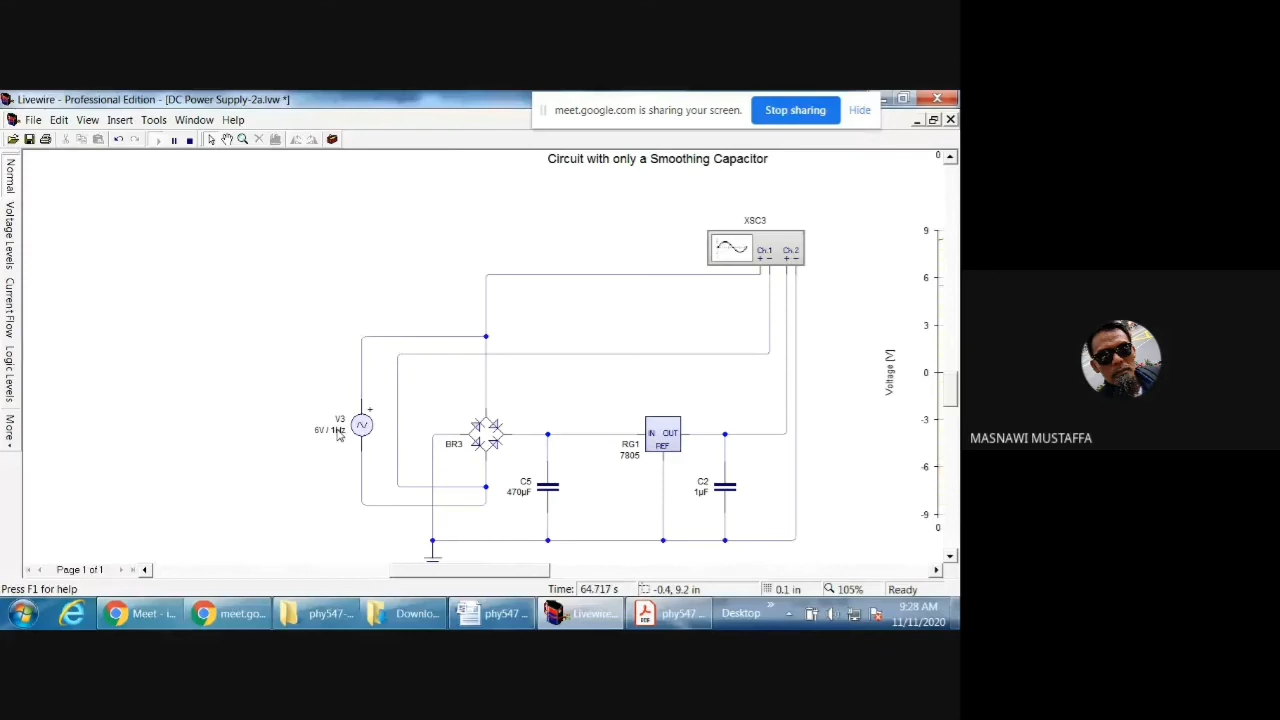 Livewire - Professional Edition - [DC Power Supply-2a.lvw *]
meet.google.com is sharing your screen.
Stop sharing
Hide
File Edit View Insert Tools Window Help
Normal
Voltage Levels
Current Flow
Logic Levels
More
Circuit with only a Smoothing Capacitor
XSC3
Ch.1 Ch.2
+ - + -
V3
6V / 1Hz
+
BR3
C5
470µF
RG1
7805
IN OUT
REF
C2
1µF
Voltage [V]
0
9
6
3
0
-3
-6
-9
0
MASNAWI MUSTAFFA
Page 1 of 1
Press F1 for help
Time: 64.717 s
-0.4, 9.2 in
0.1 in
105%
Ready
Meet - i...
meet.go...
phy547-...
Downlo...
phy547 ...
Livewire...
phy547...
Desktop
9:28 AM
11/11/2020